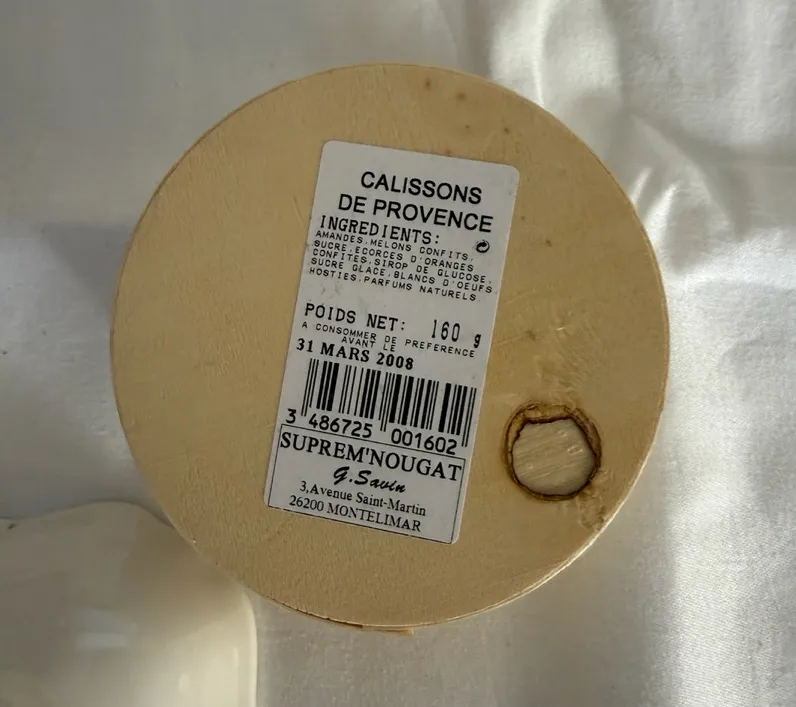 CALISSONS
DE PROVENCE
INGREDIENTS:
AMANDES,MELONS CONFITS,
SUCRE,ECORCES D'ORANGES
CONFITES,SIROP DE GLUCOSE,
SUCRE GLACE,BLANCS D'OEUFS
HOSTIES,PARFUMS NATURELS
POIDS NET: 160 g
A CONSOMMER DE PREFERENCE
AVANT LE
31 MARS 2008
3 486725 001602
SUPREM'NOUGAT
G.Savin
3,Avenue Saint-Martin
26200 MONTELIMAR